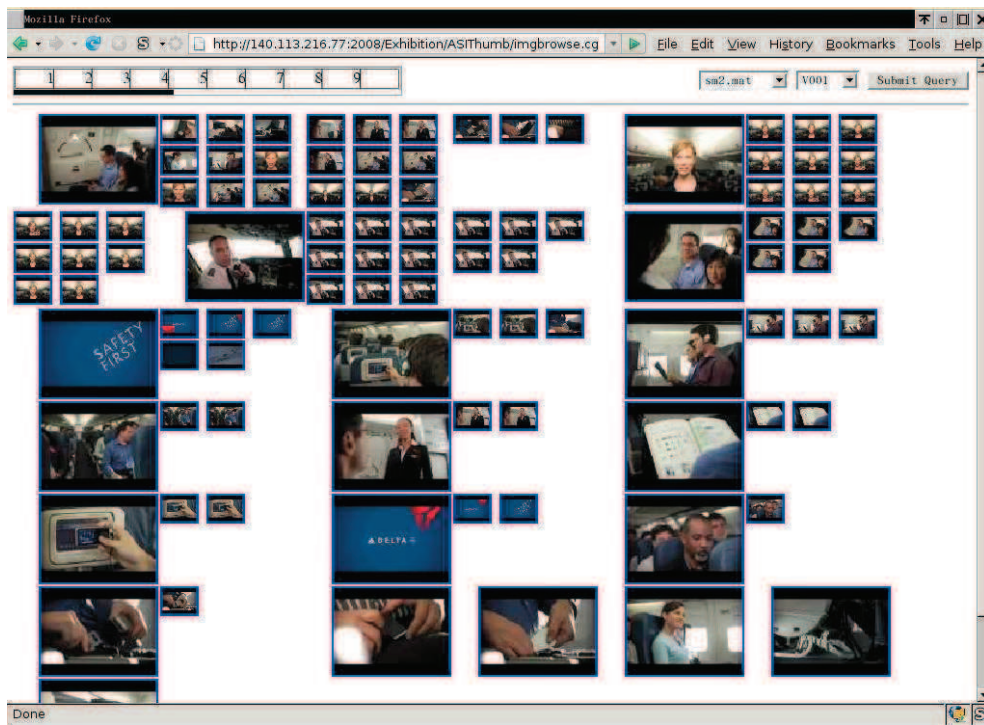 Mozilla Firefox
http://140.113.216.77:2008/Exhibition/ASIThumb/imgbrowse.cg File Edit View History Bookmarks Tools Help
1 2 3 4 5 6 7 8 9
sm2.mat V001 Submit Query
SAFETY
FIRST
DELTA
Done